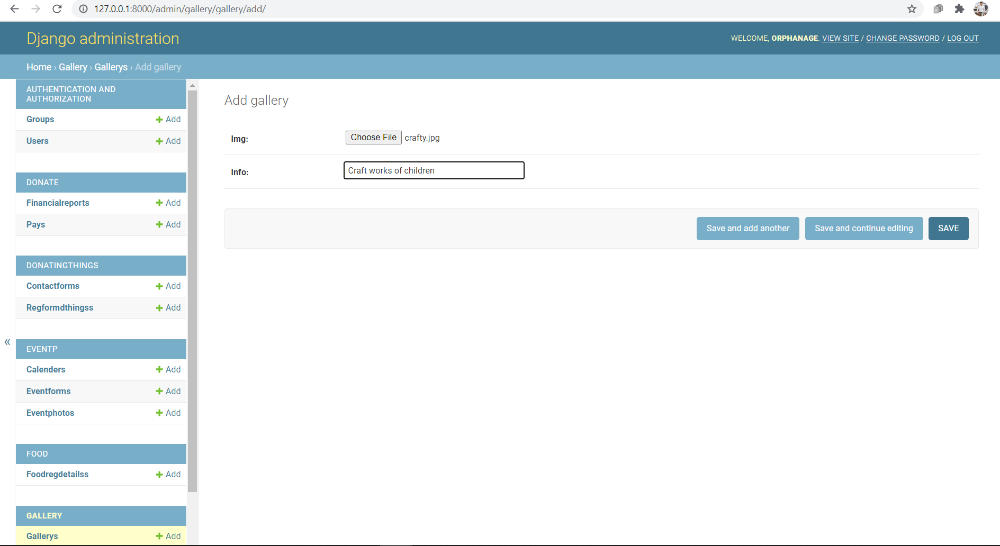 127.0.0.1:8000/admin/gallery/gallery/add/
Django administration
WELCOME, ORPHANAGE. VIEW SITE / CHANGE PASSWORD / LOG OUT
Home › Gallery › Gallerys › Add gallery
AUTHENTICATION AND
AUTHORIZATION
Groups + Add
Users + Add
DONATE
Financialreports + Add
Pays + Add
DONATINGTHINGS
Contactforms + Add
Regformdthingss + Add
«
EVENTP
Calenders + Add
Eventforms + Add
Eventphotos + Add
FOOD
Foodregdetailss + Add
GALLERY
Gallerys + Add
Add gallery
Img: Choose File crafty.jpg
Info: Craft works of children
Save and add another Save and continue editing SAVE